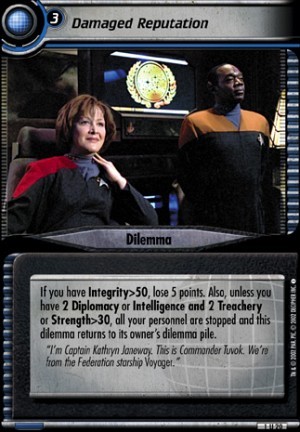 3 Damaged Reputation
Dilemma
If you have Integrity>50, lose 5 points. Also, unless you
have 2 Diplomacy or Intelligence and 2 Treachery
or Strength>30, all your personnel are stopped and this
dilemma returns to its owner's dilemma pile.
"I'm Captain Kathryn Janeway. This is Commander Tuvok. We're
from the Federation starship Voyager."